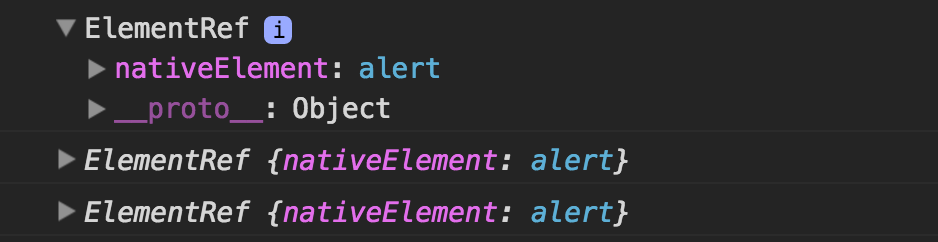 ElementRef i
nativeElement: alert
__proto__: Object
ElementRef {nativeElement: alert}
ElementRef {nativeElement: alert}